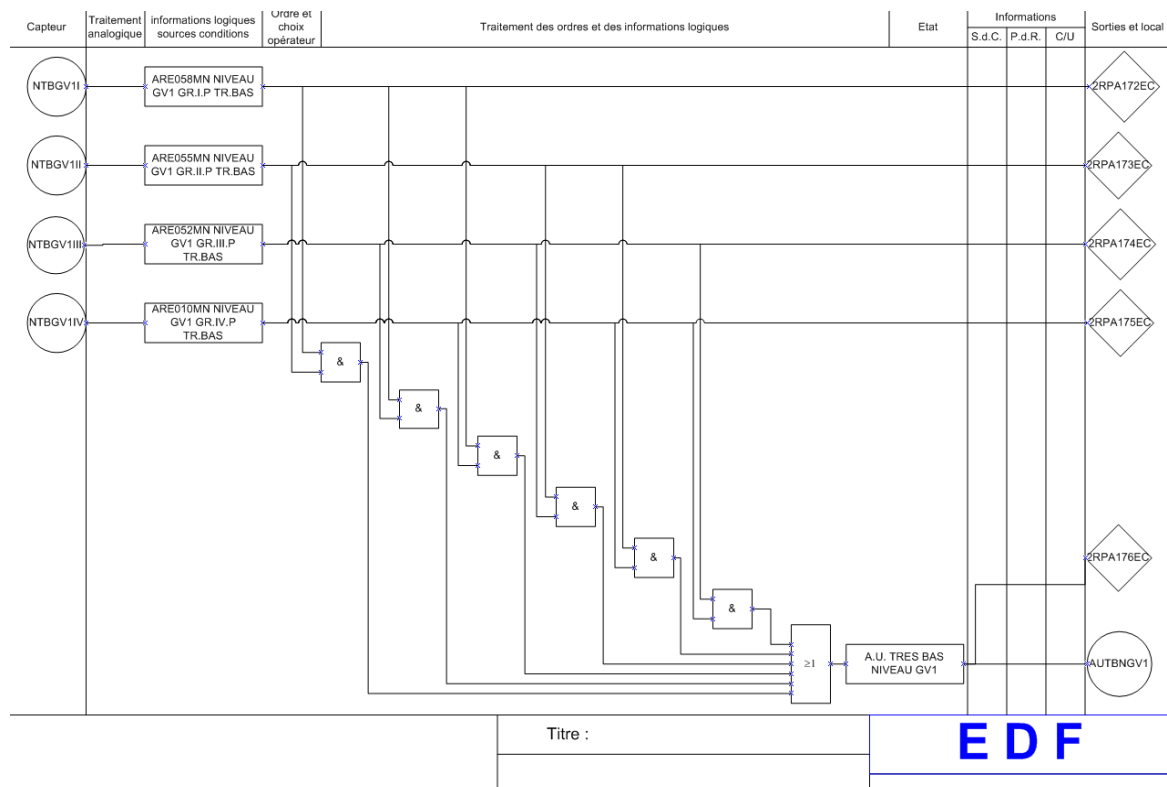 Capteur
Traitement
analogique
informations logiques
sources conditions
Ordre et
choix
opérateur
Traitement des ordres et des informations logiques
Etat
Informations
S.d.C.
P.d.R.
C/U
Sorties et local
NTBGV1I
ARE058MN NIVEAU
GV1 GR.I.P TR.BAS
2RPA172EC
NTBGV1II
ARE055MN NIVEAU
GV1 GR.II.P TR.BAS
2RPA173EC
NTBGV1III
ARE052MN NIVEAU
GV1 GR.III.P
TR.BAS
2RPA174EC
NTBGV1IV
ARE010MN NIVEAU
GV1 GR.IV.P
TR.BAS
2RPA175EC
&
&
&
&
&
2RPA176EC
&
≥1
A.U. TRES BAS
NIVEAU GV1
AUTBNGV1
Titre :
EDF